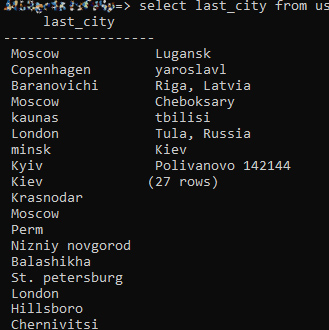 => select last_city from us
last_city
-------------------
Moscow
Copenhagen
Baranovichi
Moscow
kaunas
London
minsk
Kyiv
Kiev
Krasnodar
Moscow
Perm
Nizniy novgorod
Balashikha
St. petersburg
London
Hillsboro
Chernivitsi
Lugansk
yaroslavl
Riga, Latvia
Cheboksary
tbilisi
Tula, Russia
Kiev
Polivanovo 142144
(27 rows)